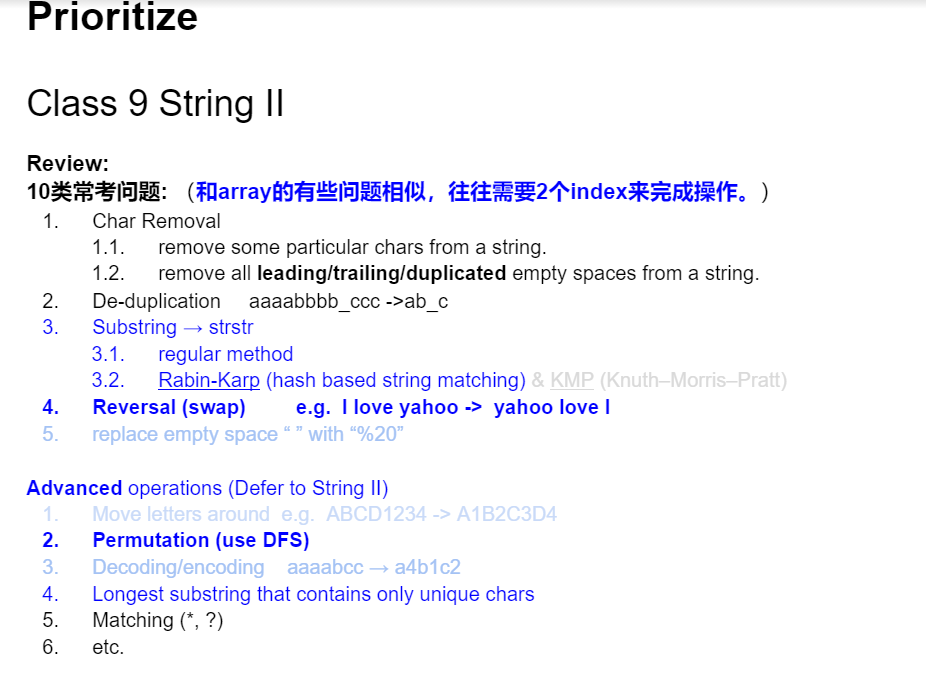 Prioritize
Class 9 String II
Review:
10类常考问题: （和array的有些问题相似，往往需要2个index来完成操作。）
1. Char Removal
1.1. remove some particular chars from a string.
1.2. remove all leading/trailing/duplicated empty spaces from a string.
2. De-duplication aaaabbbb_ccc ->ab_c
3. Substring → strstr
3.1. regular method
3.2. Rabin-Karp (hash based string matching) & KMP (Knuth–Morris–Pratt)
4. Reversal (swap) e.g. I love yahoo -> yahoo love I
5. replace empty space “ ” with “%20”
Advanced operations (Defer to String II)
1. Move letters around e.g. ABCD1234 -> A1B2C3D4
2. Permutation (use DFS)
3. Decoding/encoding aaaabcc → a4b1c2
4. Longest substring that contains only unique chars
5. Matching (*, ?)
6. etc.